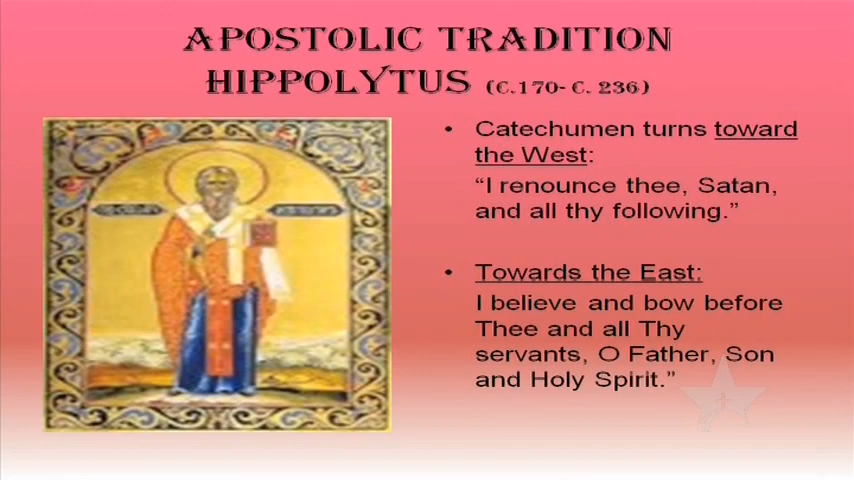 APOSTOLIC TRADITION
HIPPOLYTUS (C.170- C. 236)
• Catechumen turns toward
the West:
“I renounce thee, Satan,
and all thy following.”
• Towards the East:
I believe and bow before
Thee and all Thy
servants, O Father, Son
and Holy Spirit.”